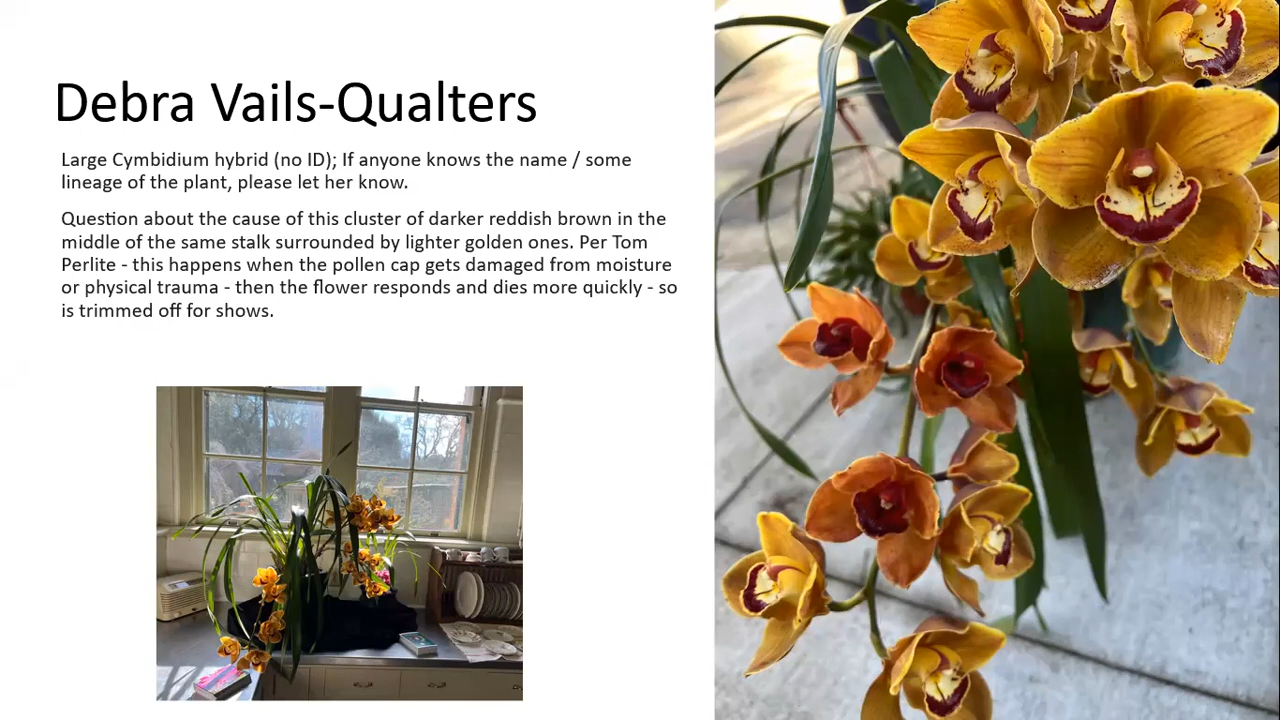 Debra Vails-Qualters
Large Cymbidium hybrid (no ID); If anyone knows the name / some
lineage of the plant, please let her know.
Question about the cause of this cluster of darker reddish brown in the
middle of the same stalk surrounded by lighter golden ones. Per Tom
Perlite - this happens when the pollen cap gets damaged from moisture
or physical trauma - then the flower responds and dies more quickly - so
is trimmed off for shows.